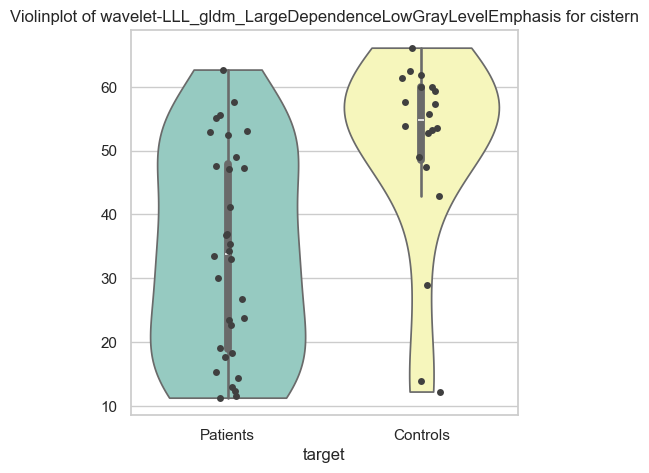 Violinplot of wavelet-LLL_gldm_LargeDependenceLowGrayLevelEmphasis for cistern
60
50
40
30
20
10
Patients
Controls
target